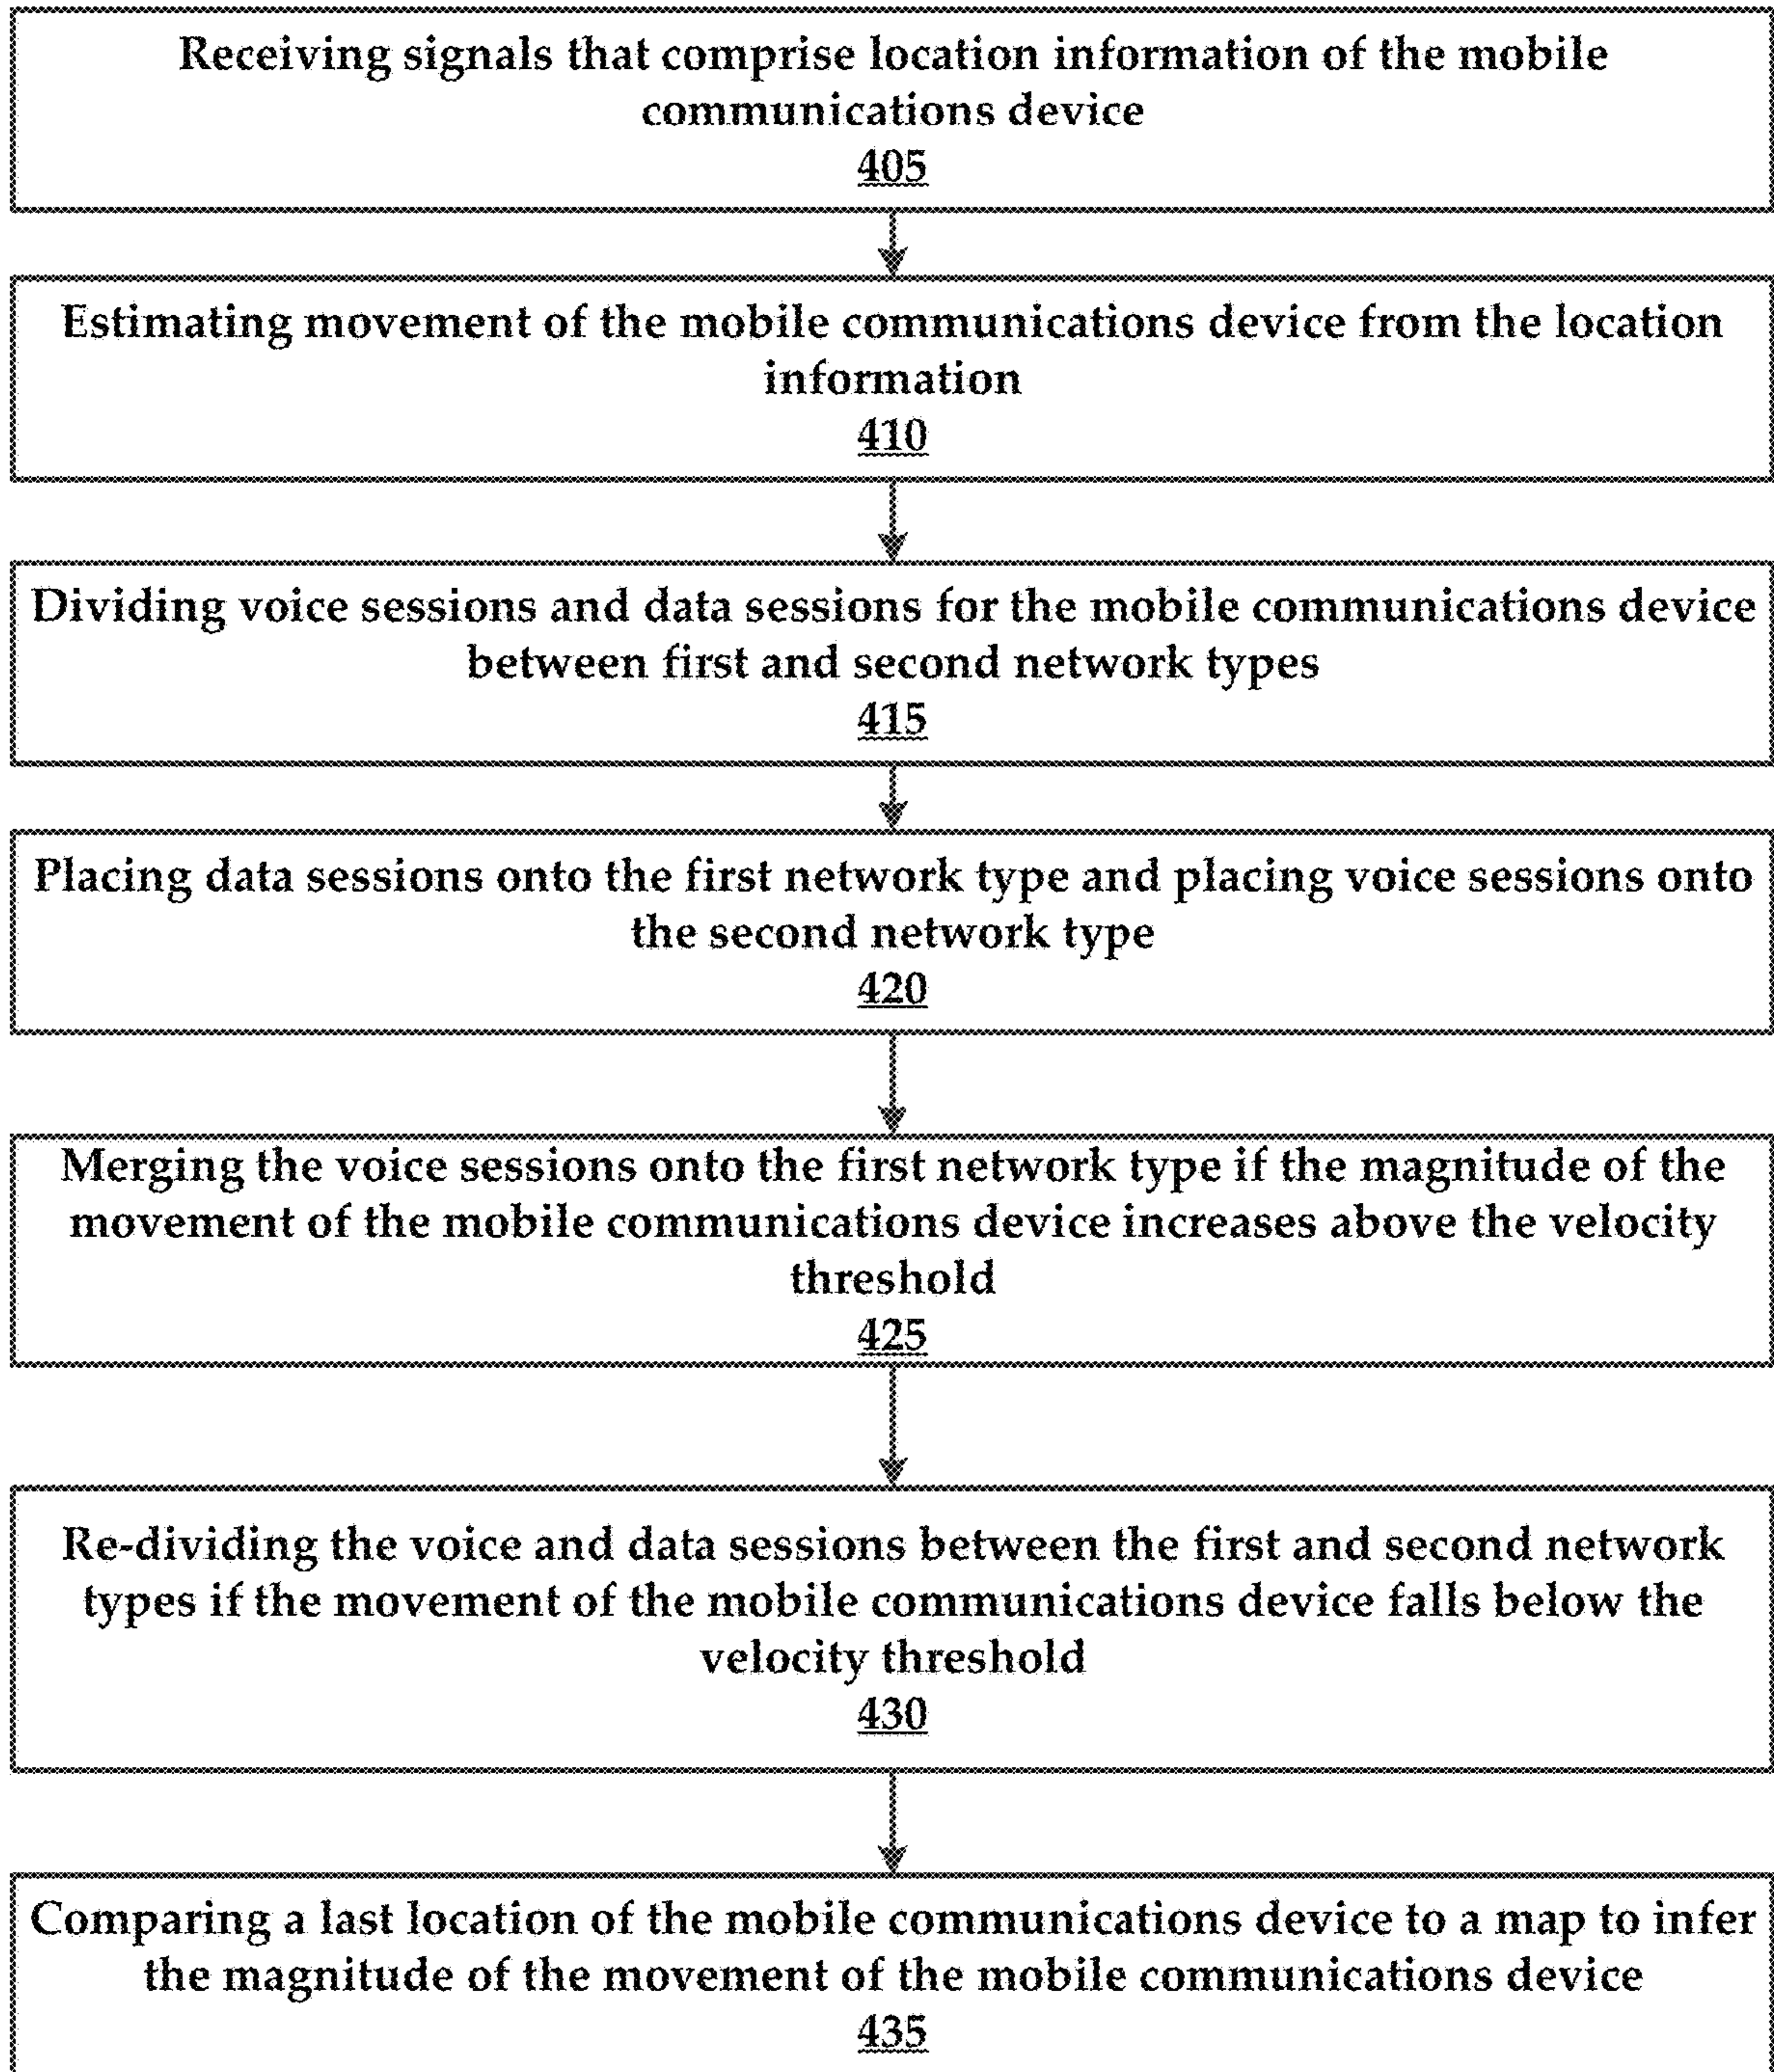 Receiving signals that comprise location information of the mobile
communications device
405
Estimating movement of the mobile communications device from the location
information
410
Dividing voice sessions and data sessions for the mobile communications device
between first and second network types
415
Placing data sessions onto the first network type and placing voice sessions onto
the second network type
420
Merging the voice sessions onto the first network type if the magnitude of the
movement of the mobile communications device increases above the velocity
threshold
425
Re-dividing the voice and data sessions between the first and second network
types if the movement of the mobile communications device falls below the
velocity threshold
430
Comparing a last location of the mobile communications device to a map to infer
the magnitude of the movement of the mobile communications device
435